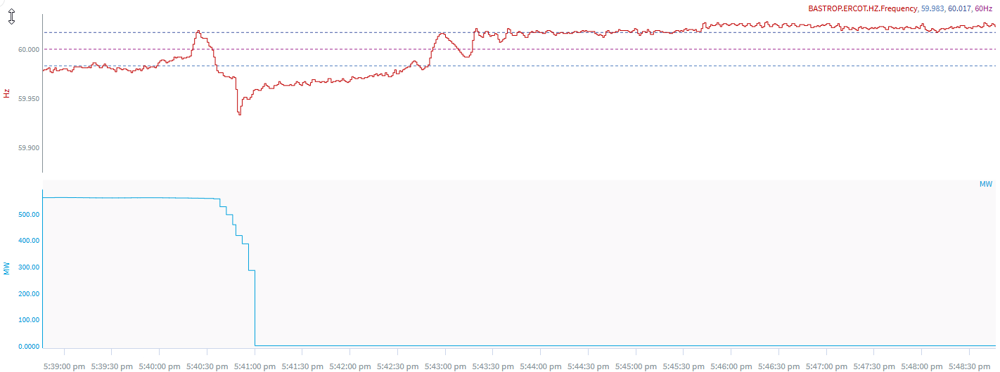 BASTROP.ERCOT.HZ.Frequency, 59.983, 60.017, 60Hz
60.000
59.950
59.900
Hz
MW
500.00
400.00
300.00
200.00
100.00
0.0000
MW
5:39:00 pm 5:39:30 pm 5:40:00 pm 5:40:30 pm 5:41:00 pm 5:41:30 pm 5:42:00 pm 5:42:30 pm 5:43:00 pm 5:43:30 pm 5:44:00 pm 5:44:30 pm 5:45:00 pm 5:45:30 pm 5:46:00 pm 5:46:30 pm 5:47:00 pm 5:47:30 pm 5:48:00 pm 5:48:30 pm